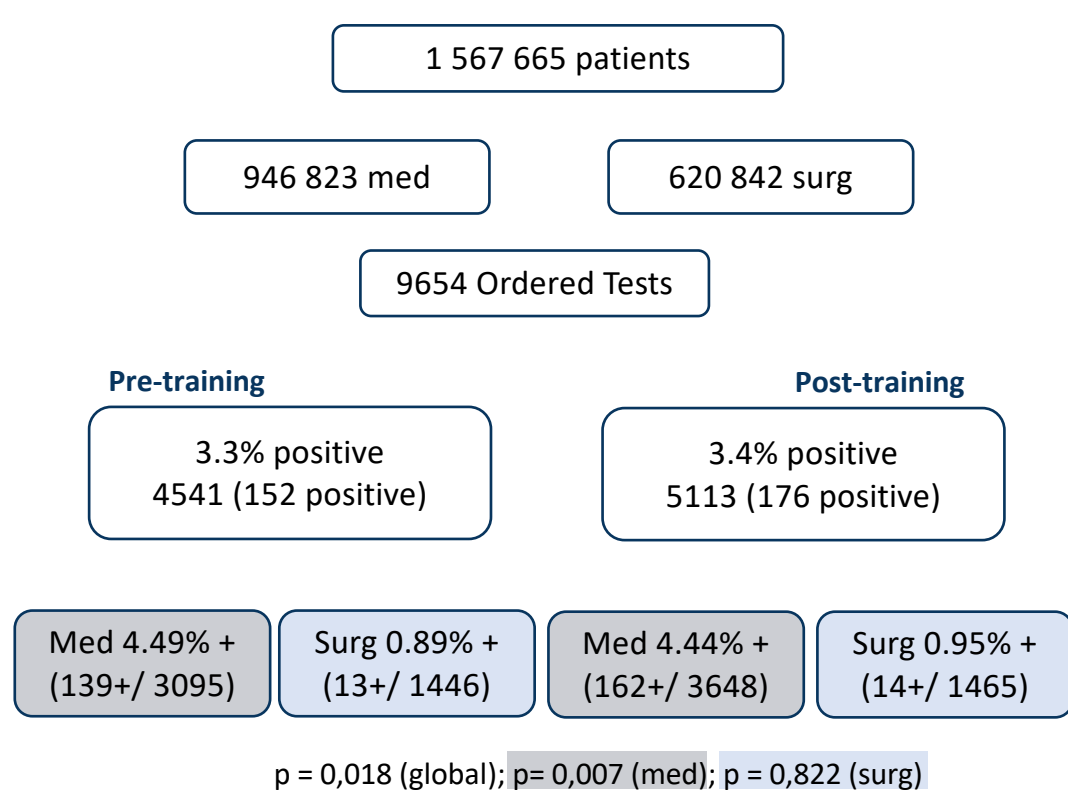 1 567 665 patients
946 823 med
620 842 surg
9654 Ordered Tests
Pre-training
Post-training
3.3% positive
4541 (152 positive)
3.4% positive
5113 (176 positive)
Med 4.49% +
(139+/ 3095)
Surg 0.89% +
(13+/ 1446)
Med 4.44% +
(162+/ 3648)
Surg 0.95% +
(14+/ 1465)
p = 0,018 (global); p= 0,007 (med); p = 0,822 (surg)